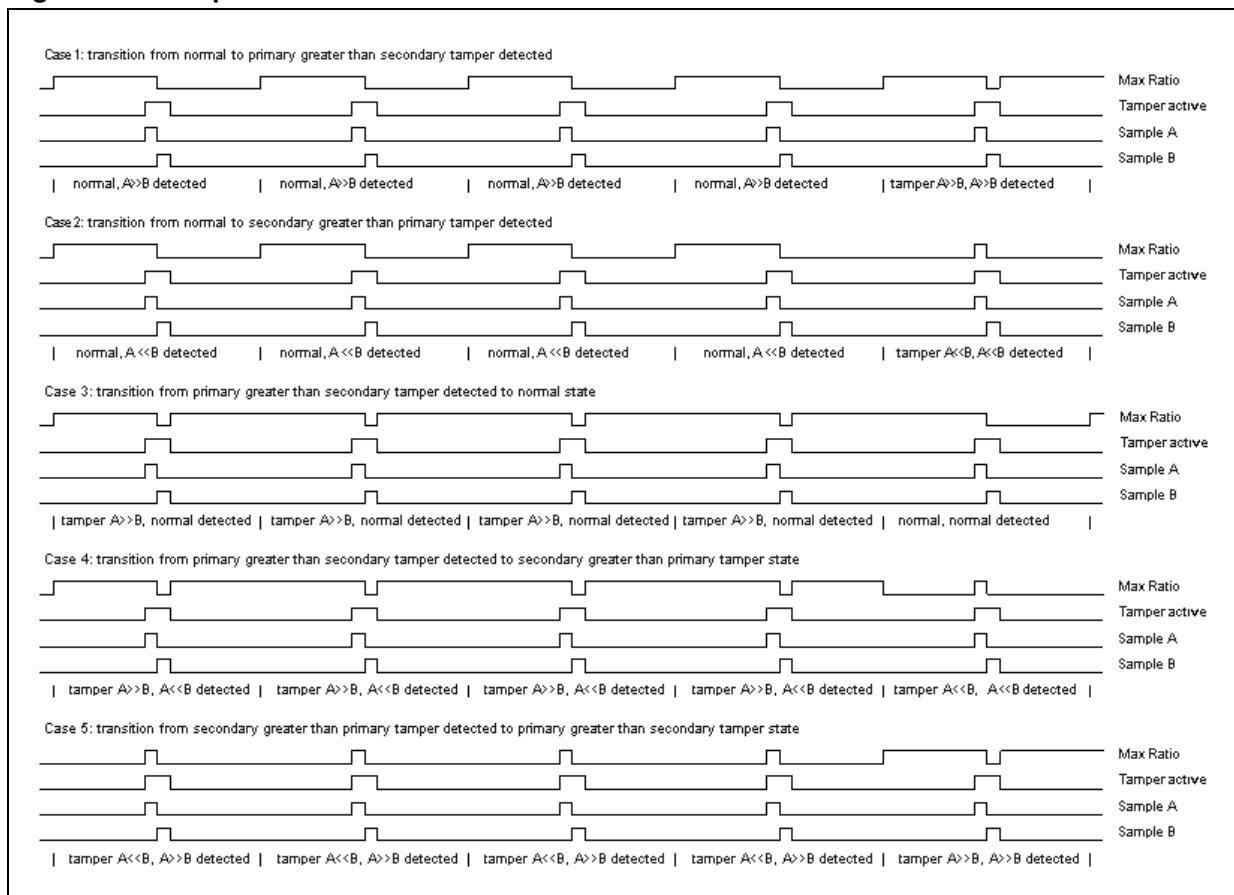 Case 1: transition from normal to primary greater than secondary tamper detected
Max Ratio
Tamper active
Sample A
Sample B
| normal, A>>B detected | normal, A>>B detected | normal, A>>B detected | normal, A>>B detected | tamper A>>B, A>>B detected |
Case 2: transition from normal to secondary greater than primary tamper detected
Max Ratio
Tamper active
Sample A
Sample B
| normal, A<<B detected | normal, A<<B detected | normal, A<<B detected | normal, A<<B detected | tamper A<<B, A<<B detected |
Case 3: transition from primary greater than secondary tamper detected to normal state
Max Ratio
Tamper active
Sample A
Sample B
| tamper A>>B, normal detected | tamper A>>B, normal detected | tamper A>>B, normal detected | tamper A>>B, normal detected | normal, normal detected |
Case 4: transition from primary greater than secondary tamper detected to secondary greater than primary tamper state
Max Ratio
Tamper active
Sample A
Sample B
| tamper A>>B, A<<B detected | tamper A>>B, A<<B detected | tamper A>>B, A<<B detected | tamper A>>B, A<<B detected | tamper A<<B, A<<B detected |
Case 5: transition from secondary greater than primary tamper detected to primary greater than secondary tamper state
Max Ratio
Tamper active
Sample A
Sample B
| tamper A<<B, A>>B detected | tamper A<<B, A>>B detected | tamper A<<B, A>>B detected | tamper A<<B, A>>B detected | tamper A>>B, A>>B detected |